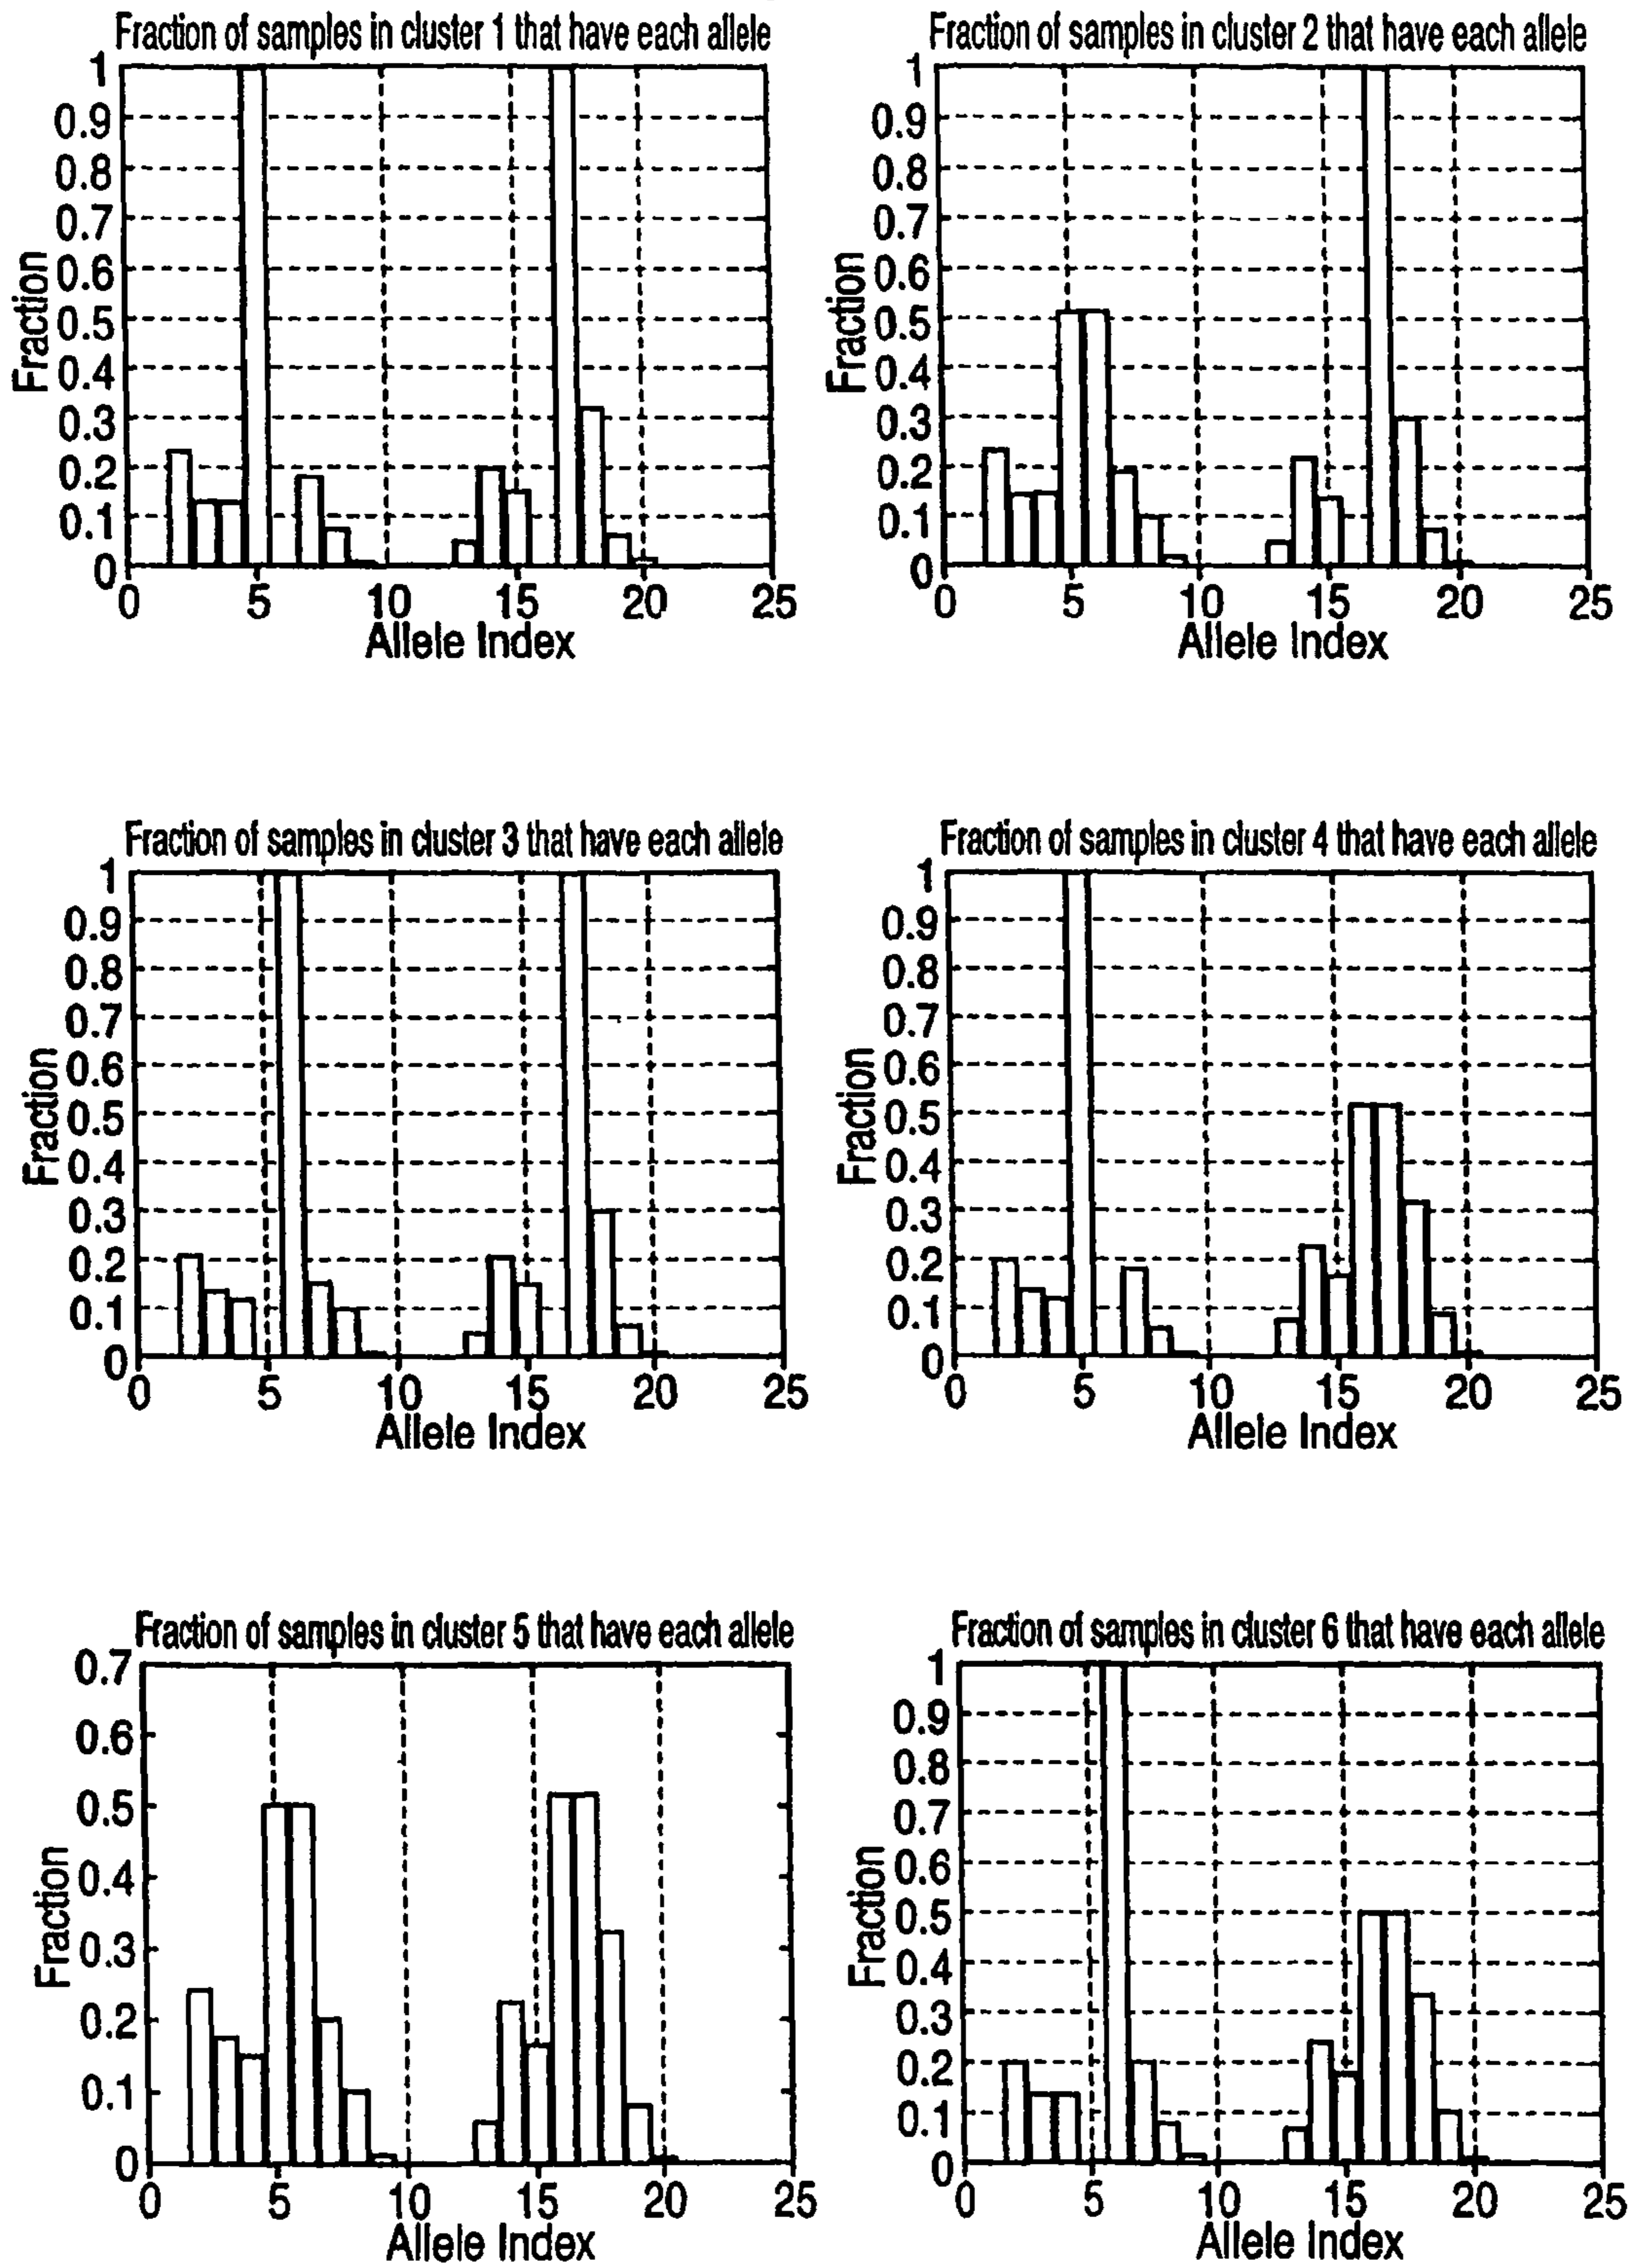 Fraction of samples in cluster 1 that have each allele
1
0.9
0.8
0.7
0.6
0.5
0.4
0.3
0.2
0.1
0
Fraction
0 5 10 15 20 25
Allele Index
Fraction of samples in cluster 2 that have each allele
1
0.9
0.8
0.7
0.6
0.5
0.4
0.3
0.2
0.1
0
Fraction
0 5 10 15 20 25
Allele Index
Fraction of samples in cluster 3 that have each allele
1
0.9
0.8
0.7
0.6
0.5
0.4
0.3
0.2
0.1
0
Fraction
0 5 10 15 20 25
Allele Index
Fraction of samples in cluster 4 that have each allele
1
0.9
0.8
0.7
0.6
0.5
0.4
0.3
0.2
0.1
0
Fraction
0 5 10 15 20 25
Allele Index
Fraction of samples in cluster 5 that have each allele
0.7
0.6
0.5
0.4
0.3
0.2
0.1
0
Fraction
0 5 10 15 20 25
Allele Index
Fraction of samples in cluster 6 that have each allele
1
0.9
0.8
0.7
0.6
0.5
0.4
0.3
0.2
0.1
0
Fraction
0 5 10 15 20 25
Allele Index